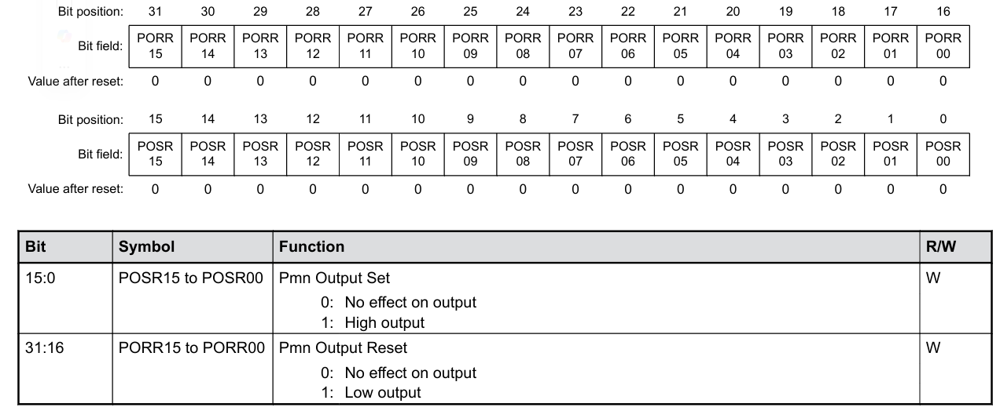 Bit position: 31 30 29 28 27 26 25 24 23 22 21 20 19 18 17 16
Bit field: PORR PORR PORR PORR PORR PORR PORR PORR PORR PORR PORR PORR PORR PORR PORR PORR
15 14 13 12 11 10 09 08 07 06 05 04 03 02 01 00
Value after reset: 0 0 0 0 0 0 0 0 0 0 0 0 0 0 0 0
Bit position: 15 14 13 12 11 10 9 8 7 6 5 4 3 2 1 0
Bit field: POSR POSR POSR POSR POSR POSR POSR POSR POSR POSR POSR POSR POSR POSR POSR POSR
15 14 13 12 11 10 09 08 07 06 05 04 03 02 01 00
Value after reset: 0 0 0 0 0 0 0 0 0 0 0 0 0 0 0 0
Bit Symbol Function R/W
15:0 POSR15 to POSR00 Pmn Output Set W
0: No effect on output
1: High output
31:16 PORR15 to PORR00 Pmn Output Reset W
0: No effect on output
1: Low output